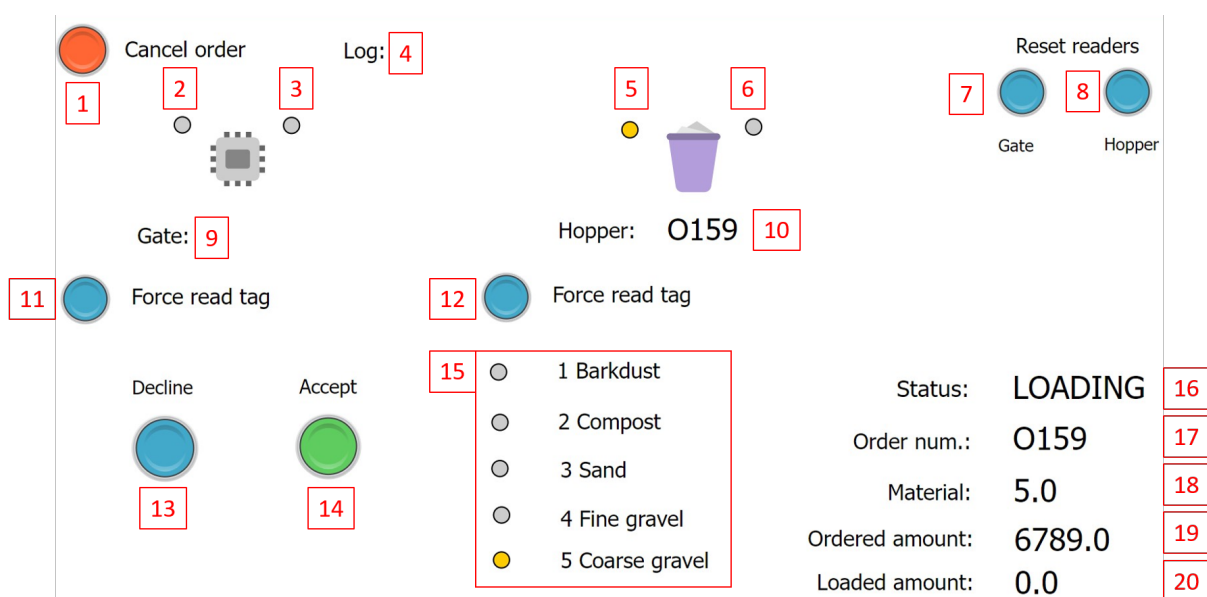 Cancel order
Log: 4
Reset readers
1
2
3
5
6
7
8
Gate
Hopper
Gate: 9
Hopper: O159 10
11 Force read tag
12 Force read tag
Decline
Accept
13
14
15 1 Barkdust
2 Compost
3 Sand
4 Fine gravel
5 Coarse gravel
Status: LOADING 16
Order num.: O159 17
Material: 5.0 18
Ordered amount: 6789.0 19
Loaded amount: 0.0 20